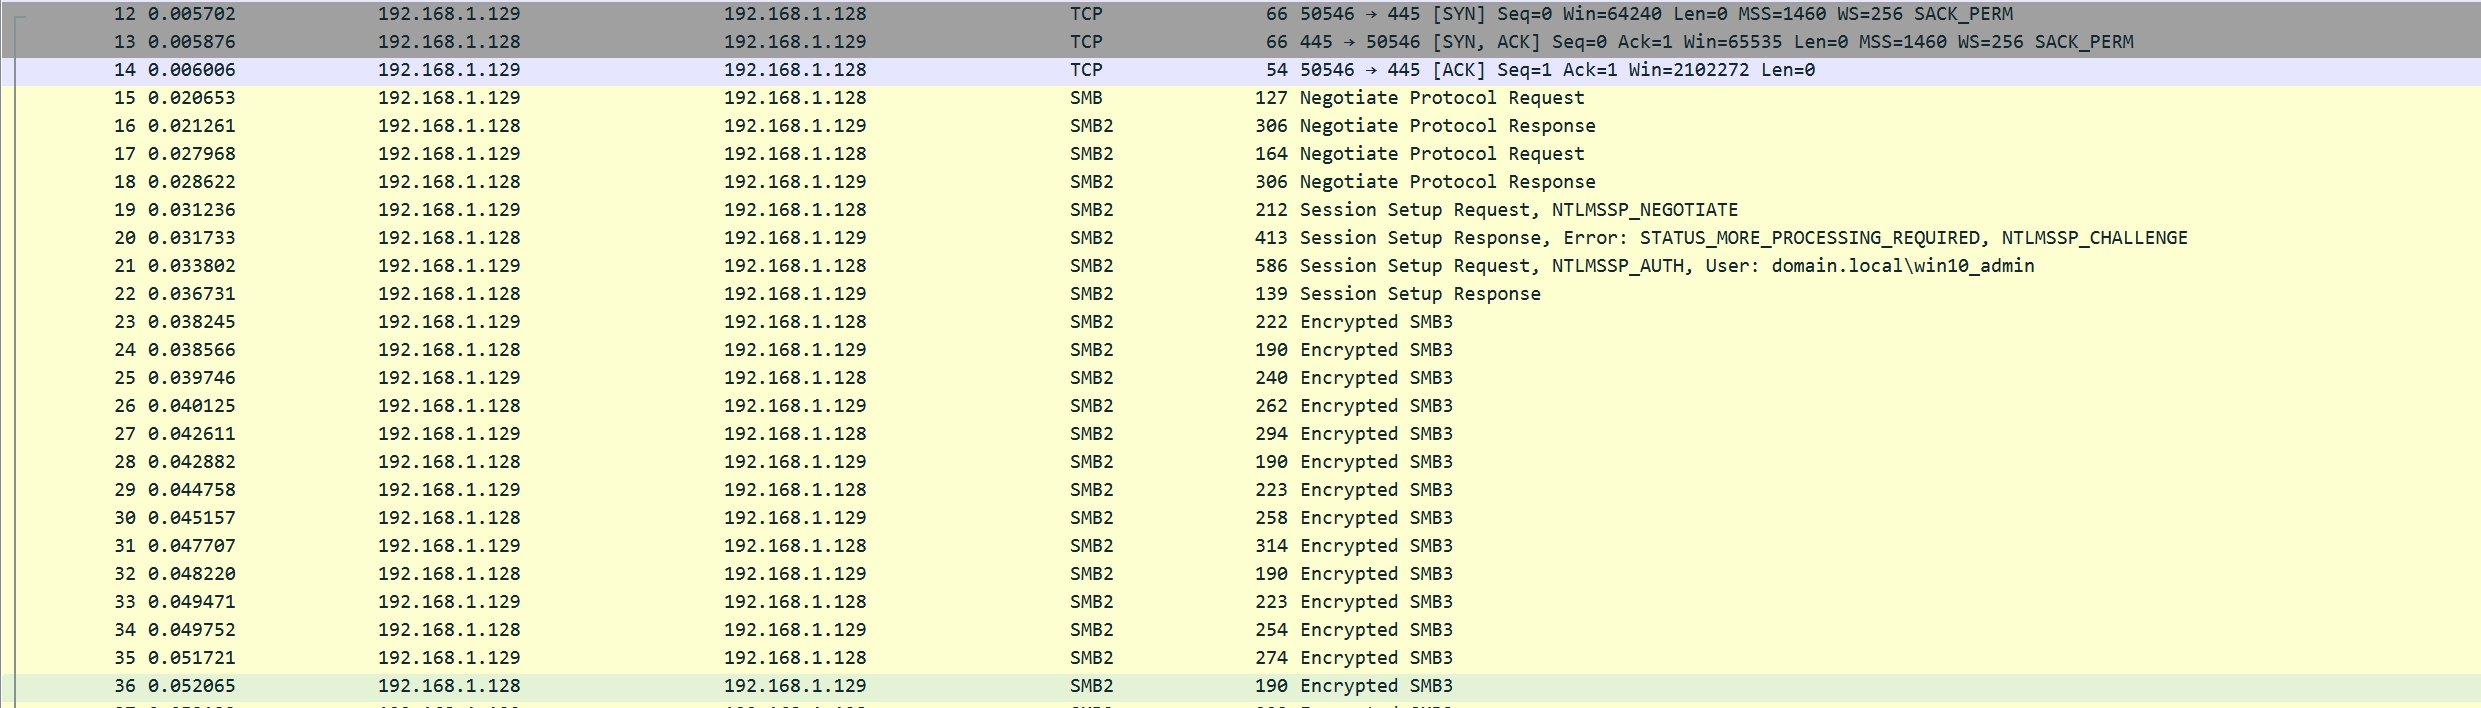 12 0.005702 192.168.1.129 192.168.1.128 TCP 66 50546 → 445 [SYN] Seq=0 Win=64240 Len=0 MSS=1460 WS=256 SACK_PERM
13 0.005876 192.168.1.128 192.168.1.129 TCP 66 445 → 50546 [SYN, ACK] Seq=0 Ack=1 Win=65535 Len=0 MSS=1460 WS=256 SACK_PERM
14 0.006006 192.168.1.129 192.168.1.128 TCP 54 50546 → 445 [ACK] Seq=1 Ack=1 Win=2102272 Len=0
15 0.020653 192.168.1.129 192.168.1.128 SMB 127 Negotiate Protocol Request
16 0.021261 192.168.1.128 192.168.1.129 SMB2 306 Negotiate Protocol Response
17 0.027968 192.168.1.129 192.168.1.128 SMB2 164 Negotiate Protocol Request
18 0.028622 192.168.1.128 192.168.1.129 SMB2 306 Negotiate Protocol Response
19 0.031236 192.168.1.129 192.168.1.128 SMB2 212 Session Setup Request, NTLMSSP_NEGOTIATE
20 0.031733 192.168.1.128 192.168.1.129 SMB2 413 Session Setup Response, Error: STATUS_MORE_PROCESSING_REQUIRED, NTLMSSP_CHALLENGE
21 0.033802 192.168.1.129 192.168.1.128 SMB2 586 Session Setup Request, NTLMSSP_AUTH, User: domain.local\win10_admin
22 0.036731 192.168.1.128 192.168.1.129 SMB2 139 Session Setup Response
23 0.038245 192.168.1.129 192.168.1.128 SMB2 222 Encrypted SMB3
24 0.038566 192.168.1.128 192.168.1.129 SMB2 190 Encrypted SMB3
25 0.039746 192.168.1.129 192.168.1.128 SMB2 240 Encrypted SMB3
26 0.040125 192.168.1.128 192.168.1.129 SMB2 262 Encrypted SMB3
27 0.042611 192.168.1.129 192.168.1.128 SMB2 294 Encrypted SMB3
28 0.042882 192.168.1.128 192.168.1.129 SMB2 190 Encrypted SMB3
29 0.044758 192.168.1.129 192.168.1.128 SMB2 223 Encrypted SMB3
30 0.045157 192.168.1.128 192.168.1.129 SMB2 258 Encrypted SMB3
31 0.047707 192.168.1.129 192.168.1.128 SMB2 314 Encrypted SMB3
32 0.048220 192.168.1.128 192.168.1.129 SMB2 190 Encrypted SMB3
33 0.049471 192.168.1.129 192.168.1.128 SMB2 223 Encrypted SMB3
34 0.049752 192.168.1.128 192.168.1.129 SMB2 254 Encrypted SMB3
35 0.051721 192.168.1.129 192.168.1.128 SMB2 274 Encrypted SMB3
36 0.052065 192.168.1.128 192.168.1.129 SMB2 190 Encrypted SMB3